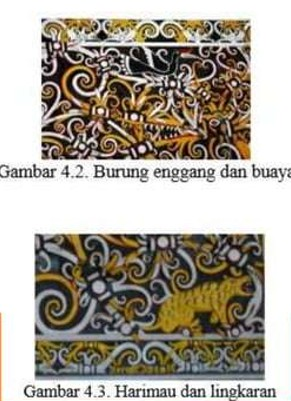 Gambar 4.2. Burung enggang dan buaya
Gambar 4.3. Harimau dan lingkaran